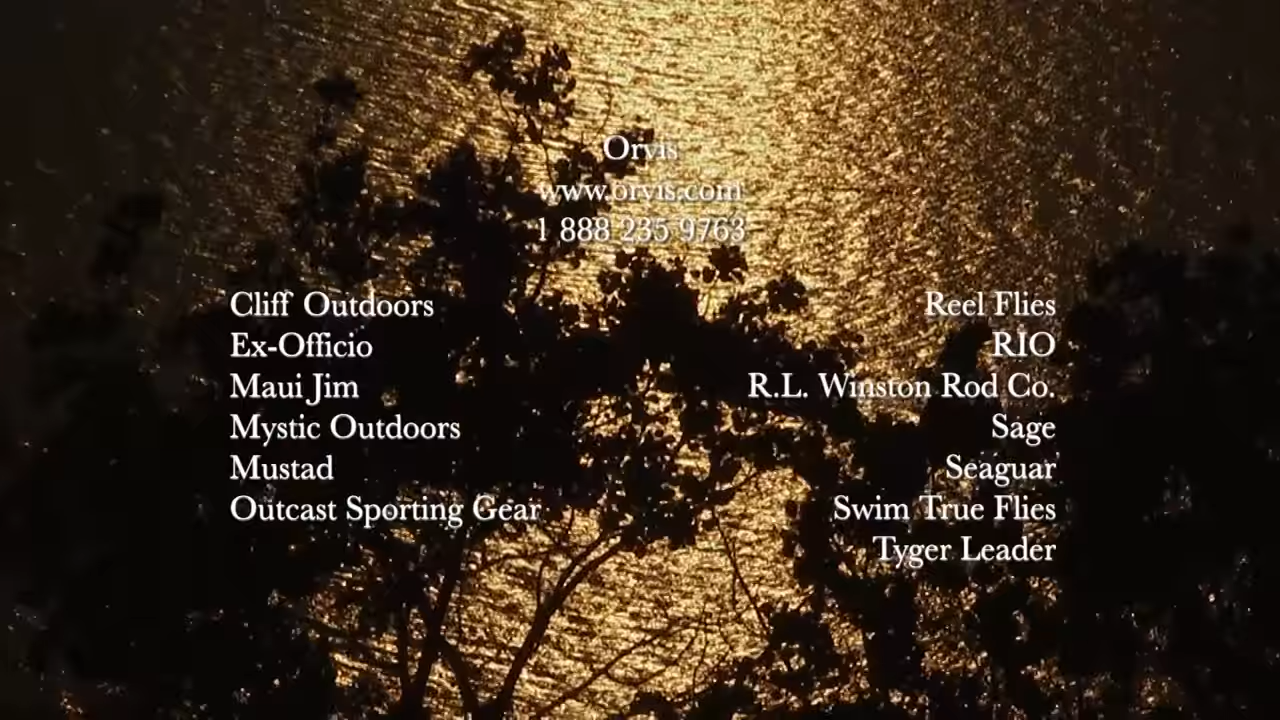 Orvis
www.orvis.com
1 888 235 9763
Cliff Outdoors
Ex-Officio
Maui Jim
Mystic Outdoors
Mustad
Outcast Sporting Gear
Reel Flies
RIO
R.L. Winston Rod Co.
Sage
Seaguar
Swim True Flies
Tyger Leader